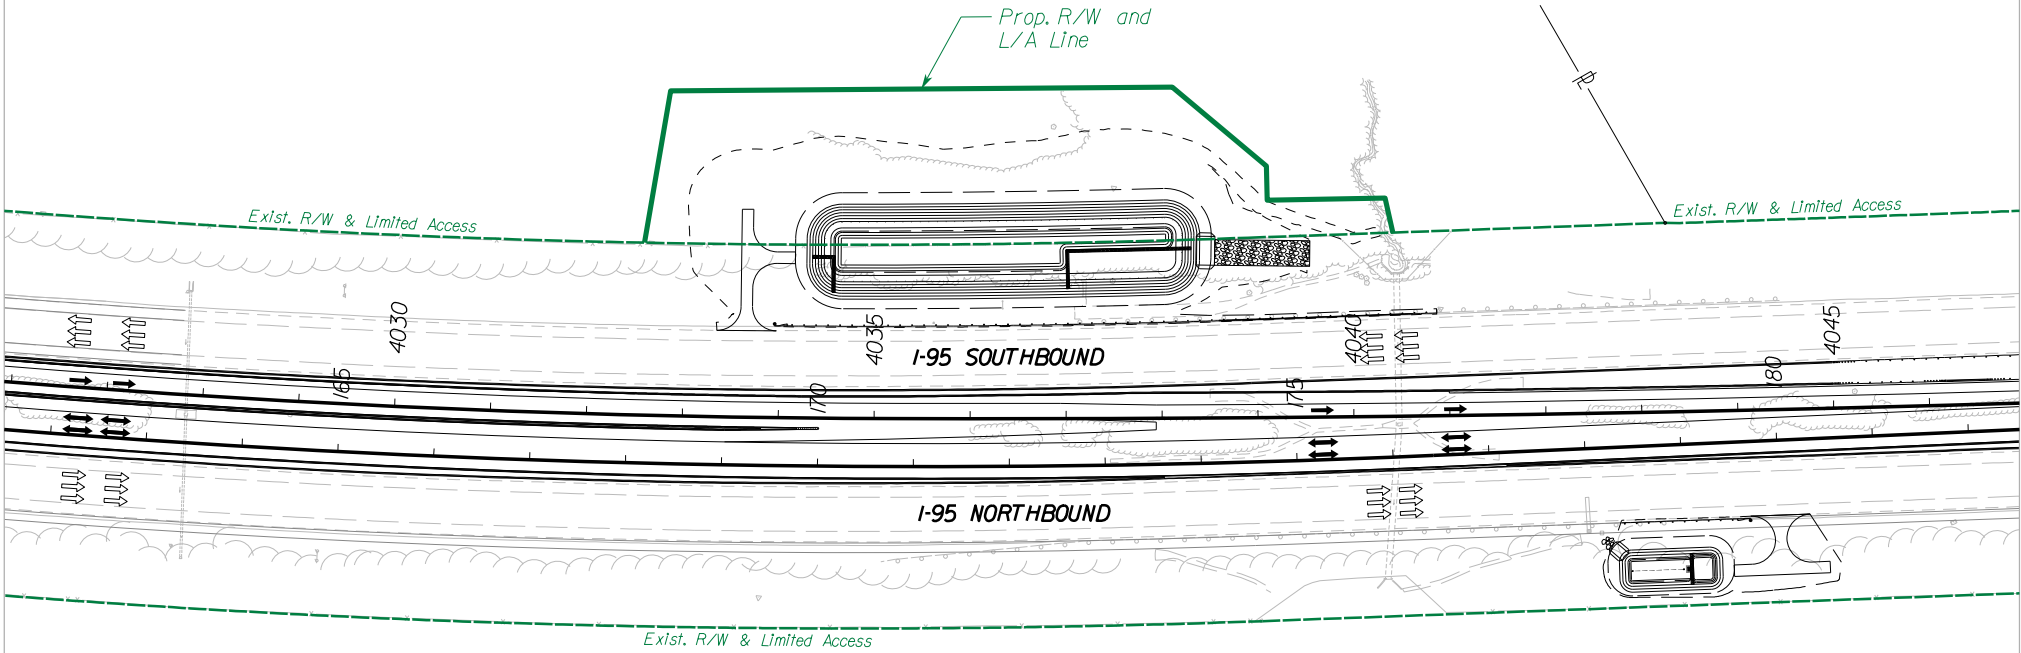 Prop. R/W and
L/A Line
Exist. R/W & Limited Access
Exist. R/W & Limited Access
4030
4035
4040
4045
I-95 SOUTHBOUND
165
170
175
180
I-95 NORTHBOUND
Exist. R/W & Limited Access